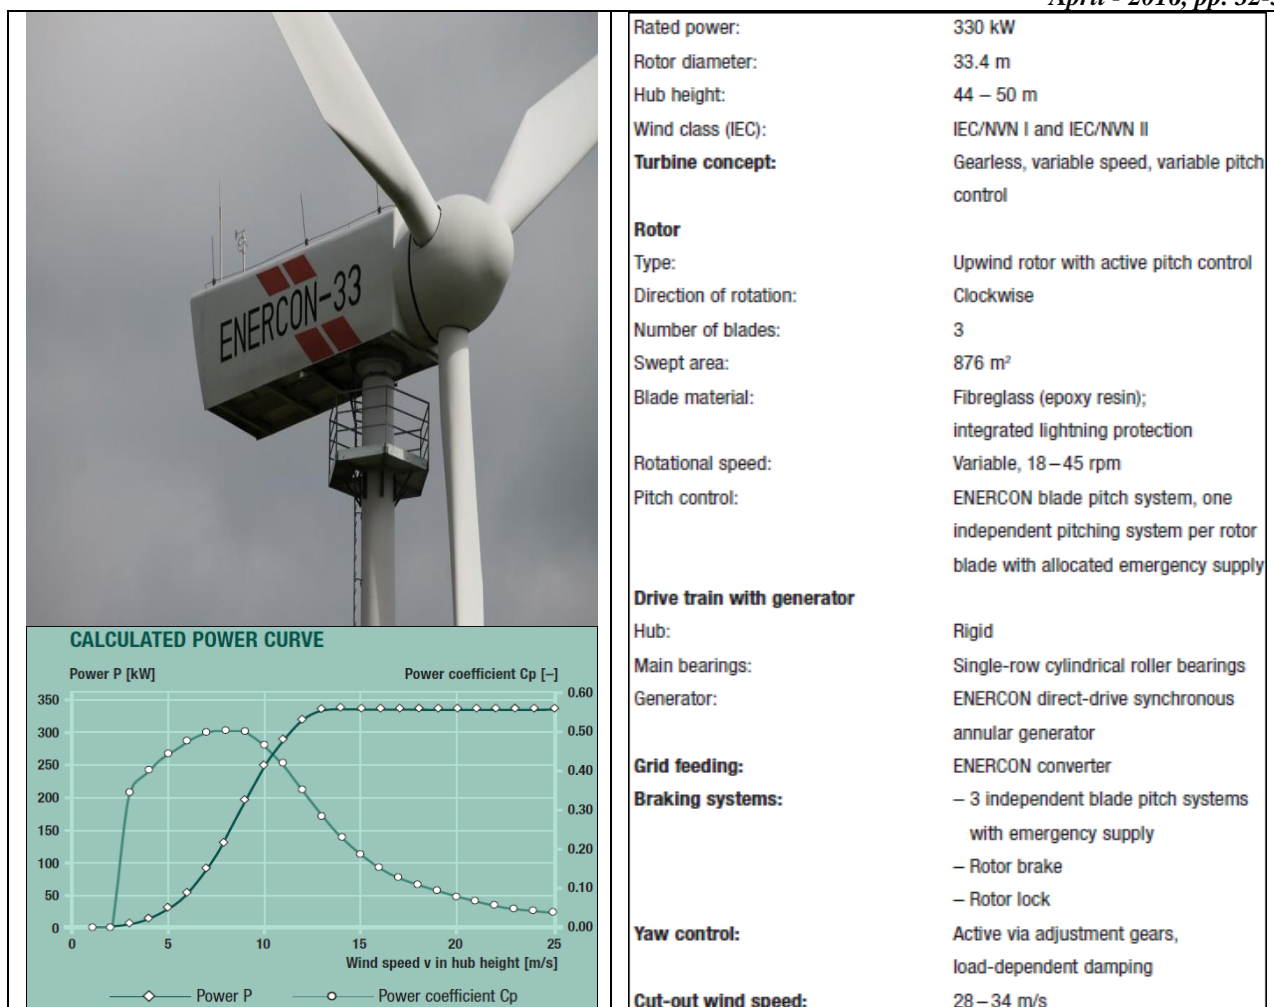 April - 2016, pp. 32-
ENERCON-33
CALCULATED POWER CURVE
Power P [kW] Power coefficient Cp [–]
350 0.60
300 0.50
250 0.40
200 0.30
150 0.20
100 0.10
50 0.00
0
0 5 10 15 20 25
Wind speed v in hub height [m/s]
Power P Power coefficient Cp
Rated power: 330 kW
Rotor diameter: 33.4 m
Hub height: 44 – 50 m
Wind class (IEC): IEC/NVN I and IEC/NVN II
Turbine concept: Gearless, variable speed, variable pitch
control
Rotor
Type: Upwind rotor with active pitch control
Direction of rotation: Clockwise
Number of blades: 3
Swept area: 876 m²
Blade material: Fibreglass (epoxy resin);
integrated lightning protection
Rotational speed: Variable, 18 – 45 rpm
Pitch control: ENERCON blade pitch system, one
independent pitching system per rotor
blade with allocated emergency supply
Drive train with generator
Hub: Rigid
Main bearings: Single-row cylindrical roller bearings
Generator: ENERCON direct-drive synchronous
annular generator
Grid feeding: ENERCON converter
Braking systems: – 3 independent blade pitch systems
with emergency supply
– Rotor brake
– Rotor lock
Yaw control: Active via adjustment gears,
load-dependent damping
Cut-out wind speed: 28 – 34 m/s